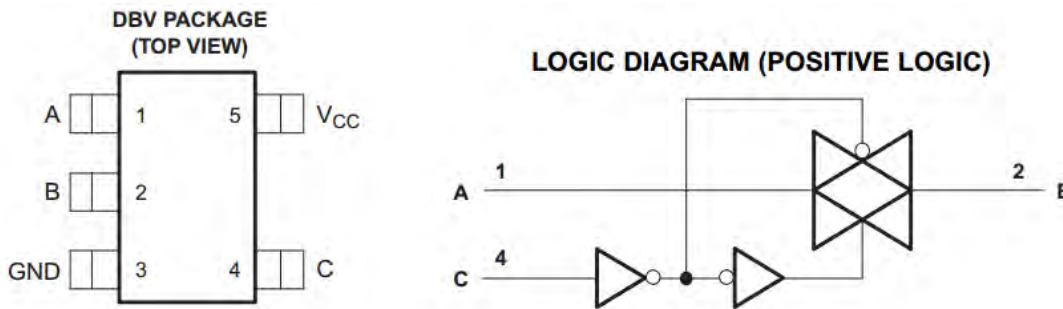 DBV PACKAGE
(TOP VIEW)
A 1 5 VCC
B 2
GND 3 4 C
LOGIC DIAGRAM (POSITIVE LOGIC)
A 1 2 B
C 4